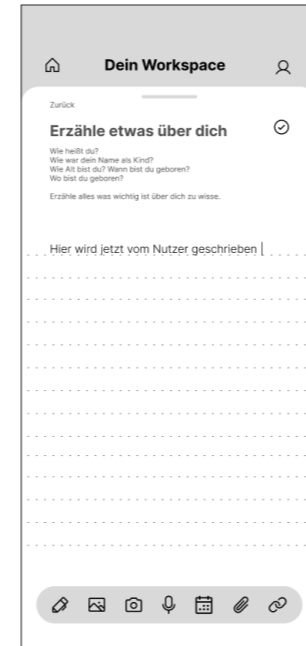 Dein Workspace
Zurück
Erzähle etwas über dich
Wie heißt du?
Wie war dein Name als Kind?
Wie Alt bist du? Wann bist du geboren?
Wo bist du geboren?
Erzähle alles was wichtig ist über dich zu wisse.
Hier wird jetzt vom Nutzer geschrieben |